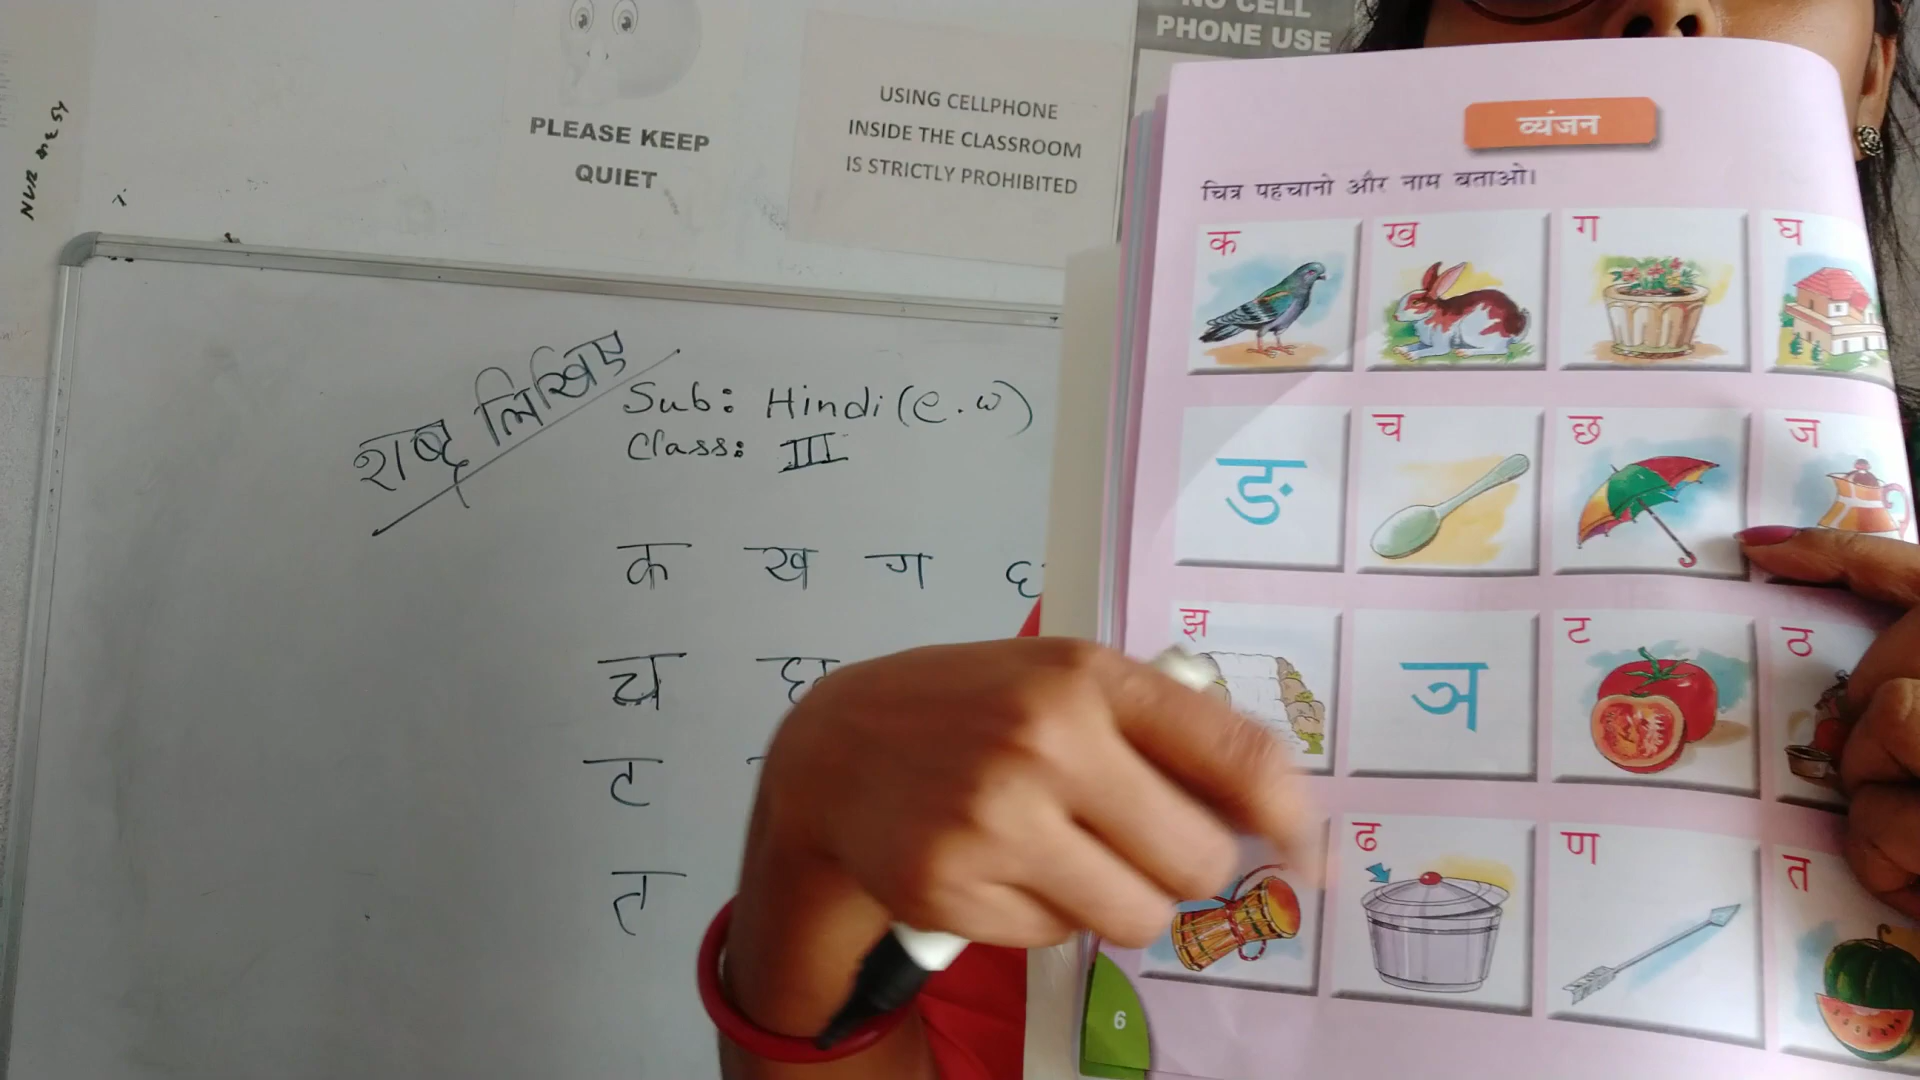 NO CELL
PHONE USE
PLEASE KEEP
QUIET
USING CELLPHONE
INSIDE THE CLASSROOM
IS STRICTLY PROHIBITED
शब्द लिखिए
Sub: Hindi (e.w)
Class: III
क ख ग
च छ
ट
त
व्यंजन
चित्र पहचानो और नाम बताओ।
क ख ग घ
ङ च छ ज
झ ञ ट ठ
ढ ण त
6